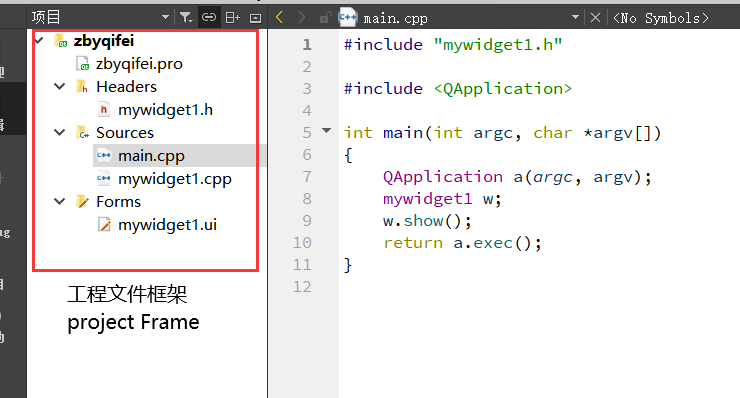 项目
main.cpp
<No Symbols>
zbyqifei
zbyqifei.pro
Headers
mywidget1.h
Sources
main.cpp
mywidget1.cpp
Forms
mywidget1.ui
工程文件框架
project Frame
1 #include "mywidget1.h"
2
3 #include <QApplication>
4
5 int main(int argc, char *argv[])
6 {
7 QApplication a(argc, argv);
8 mywidget1 w;
9 w.show();
10 return a.exec();
11 }
12